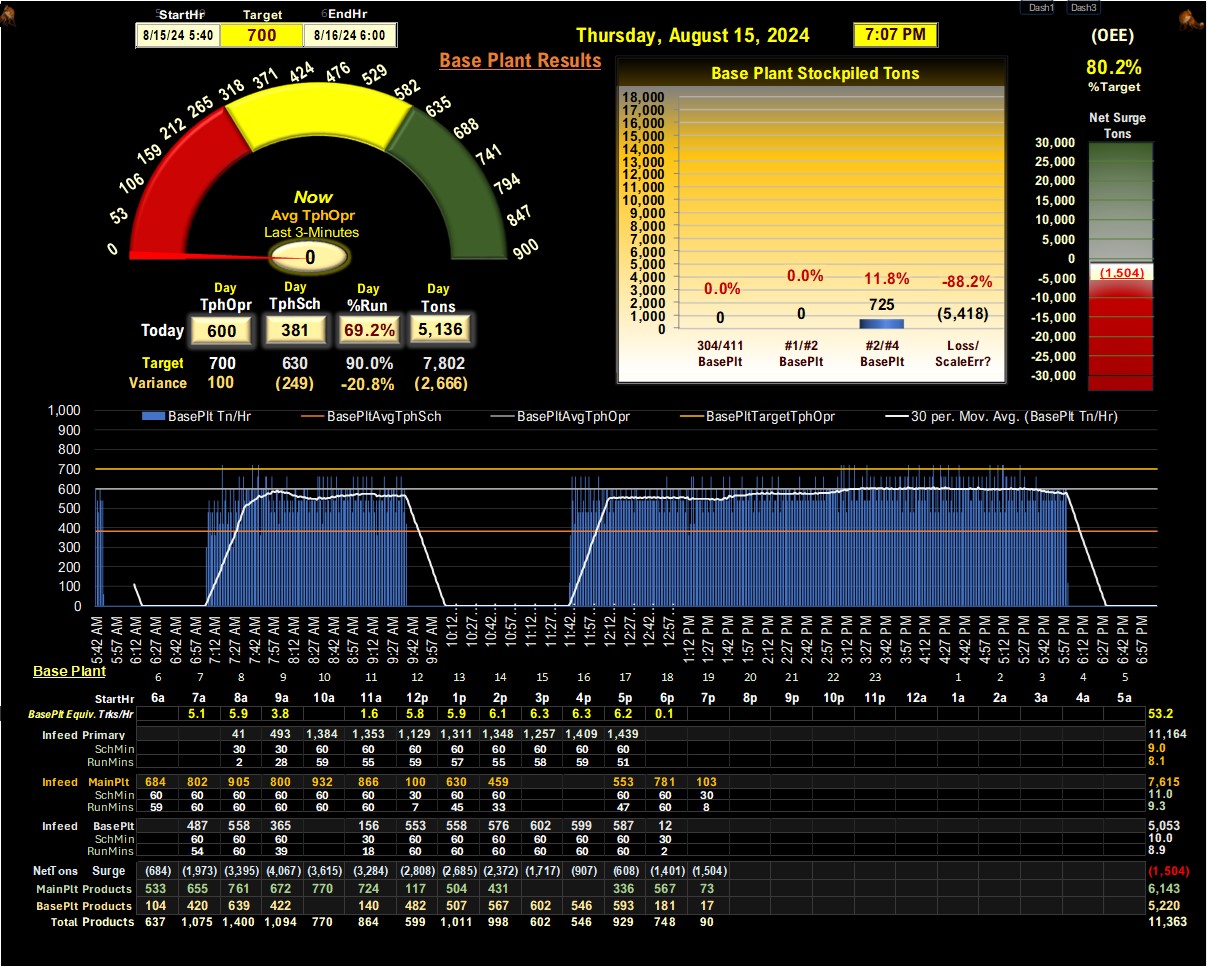 StartHr Target EndHr Dash1 Dash3
8/15/24 5:40 700 8/16/24 6:00
Thursday, August 15, 2024 7:07 PM (OEE)
80.2%
%Target
Base Plant Results
Base Plant Stockpiled Tons
0 53 106 159 212 265 318 371 424 476 529 582 635 688 741 794 847 900
Now
Avg TphOpr
Last 3-Minutes
0
Day Day Day Day
TphOpr TphSch %Run Tons
Today 600 381 69.2% 5,136
Target 700 630 90.0% 7,802
Variance 100 (249) -20.8% (2,666)
18,000
17,000
16,000
15,000
14,000
13,000
12,000
11,000
10,000
9,000
8,000
7,000
6,000
5,000
4,000
3,000
2,000
1,000
0
0.0% 0.0% 11.8% -88.2%
0 0 725 (5,418)
304/411 #1/#2 #2/#4 Loss/
BasePlt BasePlt BasePlt ScaleErr?
Net Surge
Tons
30,000
25,000
20,000
15,000
10,000
5,000
0
(1,504)
-5,000
-10,000
-15,000
-20,000
-25,000
-30,000
BasePlt Tn/Hr BasePltAvgTphSch BasePltAvgTphOpr BasePltTargetTphOpr 30 per. Mov. Avg. (BasePlt Tn/Hr)
1,000
900
800
700
600
500
400
300
200
100
0
5:42 AM 5:57 AM 6:12 AM 6:27 AM 6:42 AM 6:57 AM 7:12 AM 7:27 AM 7:42 AM 7:57 AM 8:12 AM 8:27 AM 8:42 AM 8:57 AM 9:12 AM 9:27 AM 9:42 AM 9:57 AM 10:12... 10:27... 10:42... 10:57... 11:12... 11:27... 11:42... 11:57... 12:12... 12:27... 12:42... 12:57... 1:12 PM 1:27 PM 1:42 PM 1:57 PM 2:12 PM 2:27 PM 2:42 PM 2:57 PM 3:12 PM 3:27 PM 3:42 PM 3:57 PM 4:12 PM 4:27 PM 4:42 PM 4:57 PM 5:12 PM 5:27 PM 5:42 PM 5:57 PM 6:12 PM 6:27 PM 6:42 PM 6:57 PM
Base Plant
6 7 8 9 10 11 12 13 14 15 16 17 18 19 20 21 22 23 1 2 3 4 5
StartHr 6a 7a 8a 9a 10a 11a 12p 1p 2p 3p 4p 5p 6p 7p 8p 9p 10p 11p 12a 1a 2a 3a 4a 5a
BasePlt Equiv. Trks/Hr 5.1 5.9 3.8 1.6 5.8 5.9 6.1 6.3 6.3 6.2 0.1 53.2
Infeed Primary 41 493 1,384 1,353 1,129 1,311 1,348 1,257 1,409 1,439 11,164
SchMin 30 30 60 60 60 60 60 60 60 60 9.0
RunMins 2 28 59 55 59 57 55 58 59 51 8.1
Infeed MainPlt 684 802 905 800 932 866 100 630 459 553 781 103 7,615
SchMin 60 60 60 60 60 60 30 60 60 60 60 30 11.0
RunMins 59 60 60 60 60 60 7 45 33 47 60 8 9.3
Infeed BasePlt 487 558 365 156 553 558 576 602 599 587 12 5,053
SchMin 60 60 60 30 60 60 60 60 60 60 30 10.0
RunMins 54 60 39 18 60 60 60 60 60 60 2 8.9
NetTons Surge (684) (1,973) (3,395) (4,067) (3,615) (3,284) (2,808) (2,685) (2,372) (1,717) (907) (608) (1,401) (1,504) (1,504)
MainPlt Products 533 655 761 672 770 724 117 504 431 336 567 73 6,143
BasePlt Products 104 420 639 422 140 482 507 567 602 546 593 181 17 5,220
Total Products 637 1,075 1,400 1,094 770 864 599 1,011 998 602 546 929 748 90 11,363